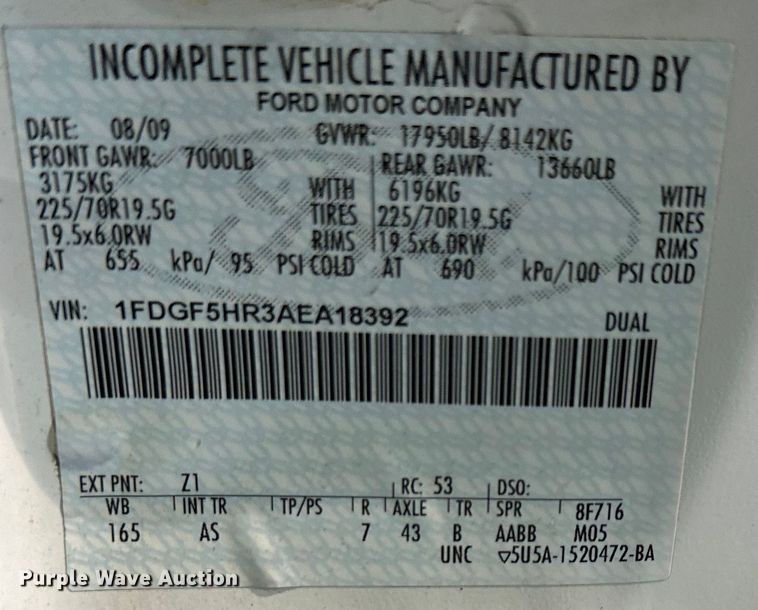 INCOMPLETE VEHICLE MANUFACTURED BY
FORD MOTOR COMPANY
DATE: 08/09 GVWR: 17950LB/ 8142KG
FRONT GAWR: 7000LB REAR GAWR: 13660LB
3175KG WITH 6196KG WITH
225/70R19.5G TIRES 225/70R19.5G TIRES
19.5x6.0RW RIMS 19.5x6.0RW RIMS
AT 655 kPa/ 95 PSI COLD AT 690 kPa/100 PSI COLD
VIN: 1FDGF5HR3AEA18392 DUAL
EXT PNT: Z1 RC: 53 DSO:
WB INT TR TP/PS R AXLE TR SPR 8F716
165 AS 7 43 B AABB M05
UNC ▽5U5A-1520472-BA
Purple Wave Auction